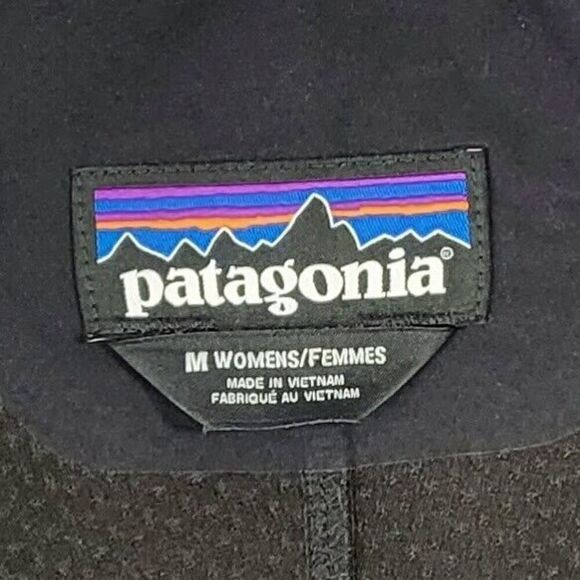 patagonia®
M WOMENS/FEMMES
MADE IN VIETNAM
FABRIQUÉ AU VIETNAM